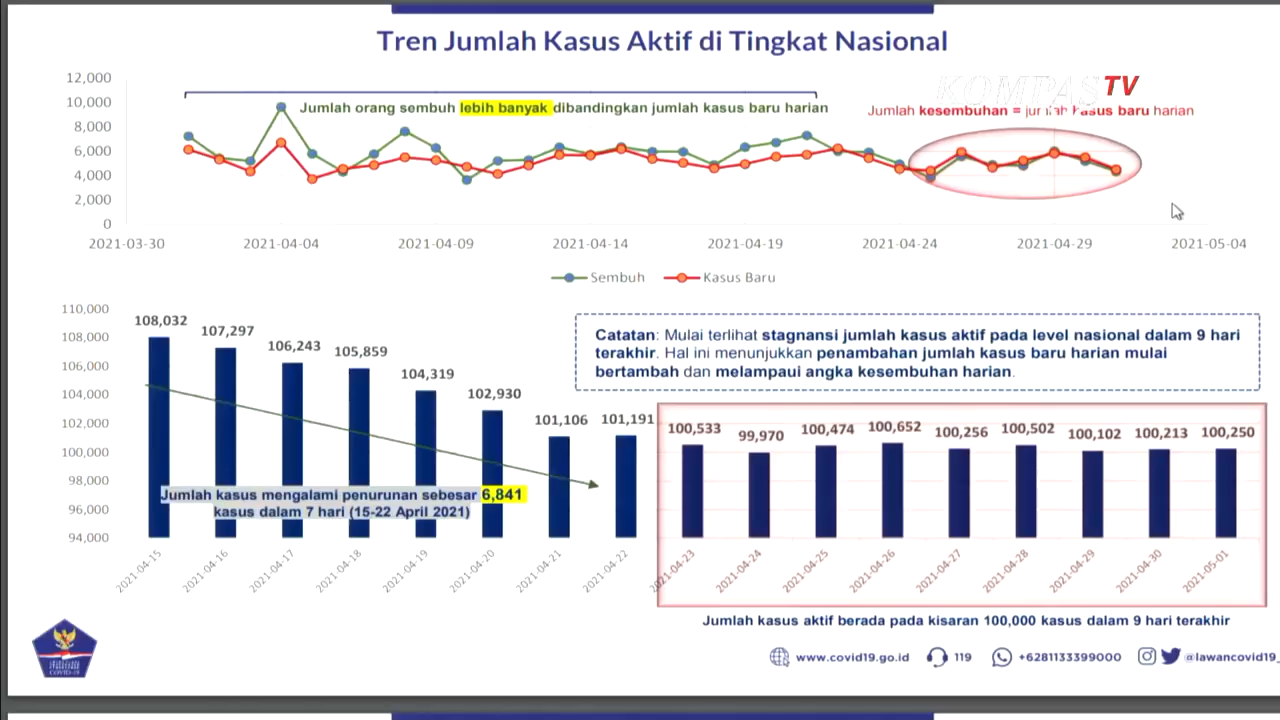 Tren Jumlah Kasus Aktif di Tingkat Nasional
KOMPAS TV
12,000
10,000
8,000
6,000
4,000
2,000
0
Jumlah orang sembuh lebih banyak dibandingkan jumlah kasus baru harian
Jumlah kesembuhan = jumlah kasus baru harian
2021-03-30 2021-04-04 2021-04-09 2021-04-14 2021-04-19 2021-04-24 2021-04-29 2021-05-04
Sembuh Kasus Baru
110,000
108,000
106,000
104,000
102,000
100,000
98,000
96,000
94,000
108,032 107,297 106,243 105,859 104,319 102,930 101,106 101,191 100,533 99,970 100,474 100,652 100,256 100,502 100,102 100,213 100,250
Jumlah kasus mengalami penurunan sebesar 6,841
kasus dalam 7 hari (15-22 April 2021)
2021-04-15 2021-04-16 2021-04-17 2021-04-18 2021-04-19 2021-04-20 2021-04-21 2021-04-22 2021-04-23 2021-04-24 2021-04-25 2021-04-26 2021-04-27 2021-04-28 2021-04-29 2021-04-30 2021-05-01
Catatan: Mulai terlihat stagnansi jumlah kasus aktif pada level nasional dalam 9 hari
terakhir. Hal ini menunjukkan penambahan jumlah kasus baru harian mulai
bertambah dan melampaui angka kesembuhan harian.
Jumlah kasus aktif berada pada kisaran 100,000 kasus dalam 9 hari terakhir
COVID-19
www.covid19.go.id 119 +6281133399000 @lawancovid19_